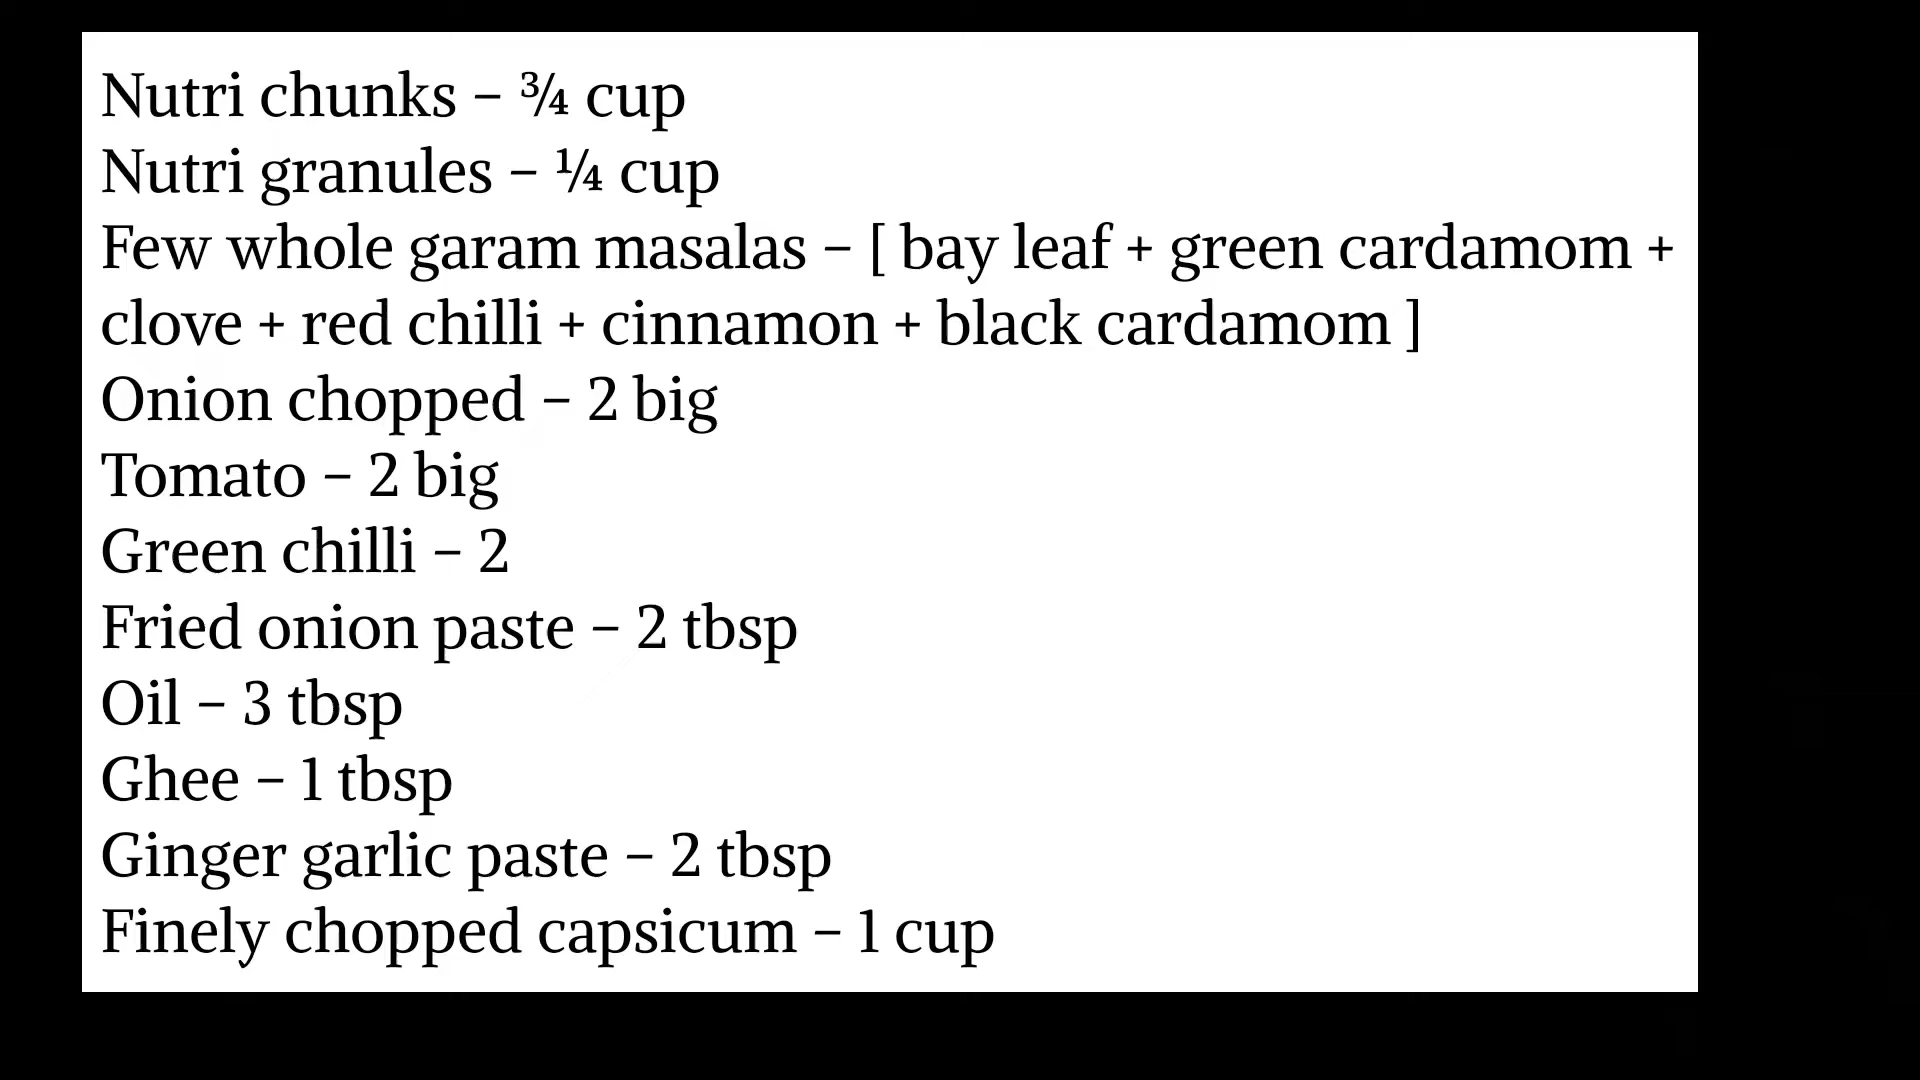 Nutri chunks – ¾ cup
Nutri granules – ¼ cup
Few whole garam masalas – [ bay leaf + green cardamom +
clove + red chilli + cinnamon + black cardamom ]
Onion chopped – 2 big
Tomato – 2 big
Green chilli – 2
Fried onion paste – 2 tbsp
Oil – 3 tbsp
Ghee – 1 tbsp
Ginger garlic paste – 2 tbsp
Finely chopped capsicum – 1 cup